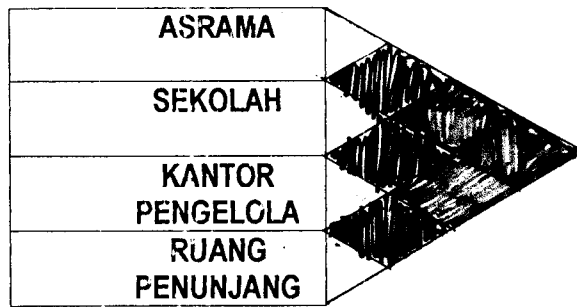 ASRAMA
SEKOLAH
KANTOR
PENGELOLA
RUANG
PENUNJANG